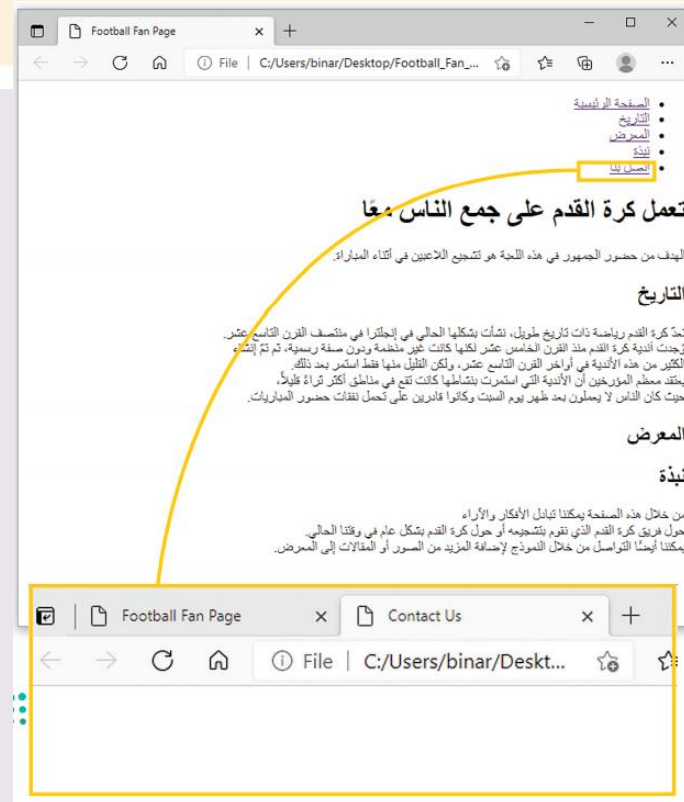 Football Fan Page
File | C:/Users/binar/Desktop/Football_Fan_...
الصفحة الرئيسية
التاريخ
المعرض
نبذة
اتصل بنا
تعمل كرة القدم على جمع الناس معًا
الهدف من حضور الجمهور في هذه اللعبة هو تشجيع اللاعبين في أثناء المباراة.
التاريخ
تعدّ كرة القدم رياضة ذات تاريخ طويل، نشأت بشكلها الحالي في إنجلترا في منتصف القرن التاسع عشر.
وُجدت أندية كرة القدم منذ القرن الخامس عشر لكنها كانت غير منظمة ودون صفة رسمية، ثم تمّ إنشاء
الكثير من هذه الأندية في أواخر القرن التاسع عشر، ولكن القليل منها فقط استمر بعد ذلك.
يعتقد معظم المؤرخين أن الأندية التي استمرت بنشاطها كانت تقع في مناطق أكثر ثراءً قليلاً،
حيث كان الناس لا يعملون بعد ظهر يوم السبت وكانوا قادرين على تحمل نفقات حضور المباريات.
المعرض
نبذة
من خلال هذه الصفحة يمكننا تبادل الأفكار والآراء
حول فريق كرة القدم الذي نقوم بتشجيعه أو حول كرة القدم بشكل عام في وقتنا الحالي.
يمكننا أيضًا التواصل من خلال النموذج لإضافة المزيد من الصور أو المقالات إلى المعرض.
Football Fan Page Contact Us
File | C:/Users/binar/Deskt...